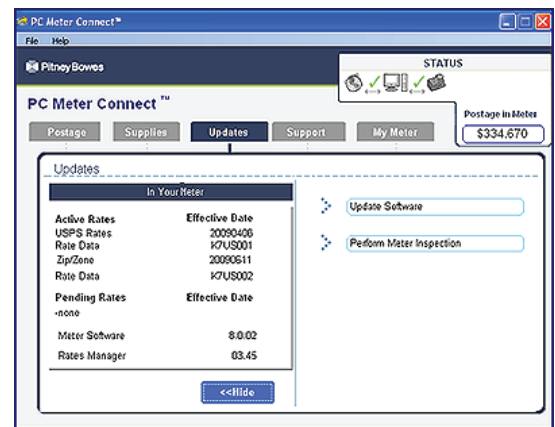 PC Meter Connect™
File Help
Pitney Bowes
STATUS
PC Meter Connect ™
Postage in Meter
$334.670
Postage Supplies Updates Support My Meter
Updates
In Your Meter
Active Rates Effective Date
USPS Rates 20090406
Rate Data K7US001
Zip/Zone 20090611
Rate Data K7US002
Pending Rates Effective Date
-none
Meter Software 8.0.02
Rates Manager 03.45
<<Hide
Update Software
Perform Meter Inspection